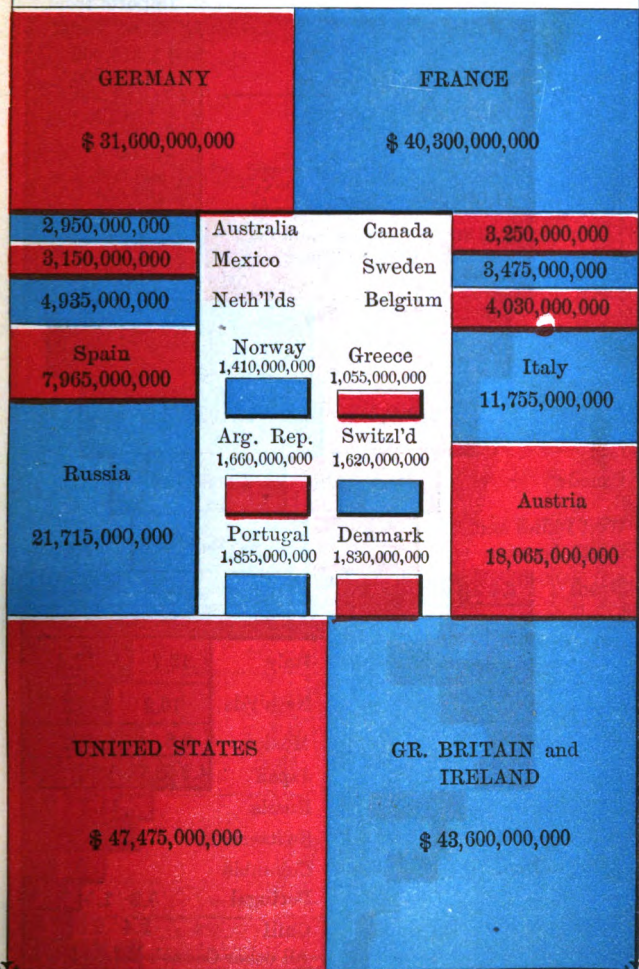 GERMANY
FRANCE
$ 31,600,000,000
$ 40,300,000,000
2,950,000,000
Australia
Canada
3,250,000,000
3,150,000,000
Mexico
Sweden
3,475,000,000
4,935,000,000
Neth'l'ds
Belgium
4,030,000,000
Spain
7,965,000,000
Norway
1,410,000,000
Greece
1,055,000,000
Italy
11,755,000,000
Arg. Rep.
1,660,000,000
Switzl'd
1,620,000,000
Russia
21,715,000,000
Austria
18,065,000,000
Portugal
1,855,000,000
Denmark
1,830,000,000
UNITED STATES
$ 47,475,000,000
GR. BRITAIN and
IRELAND
$ 43,600,000,000